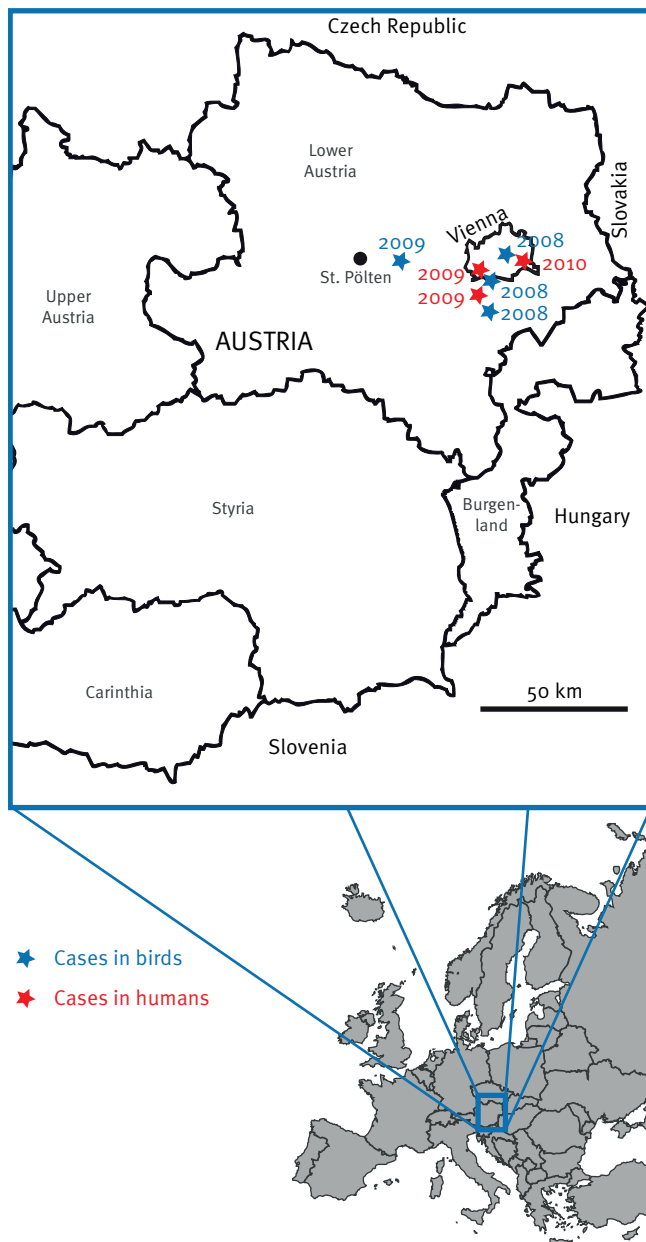 Czech Republic
Lower
Austria
Slovakia
Vienna
2009
2008
St. Pölten
2009
2010
2008
2009
2008
Upper
Austria
AUSTRIA
Styria
Burgen-
land
Hungary
Carinthia
50 km
Slovenia
Cases in birds
Cases in humans